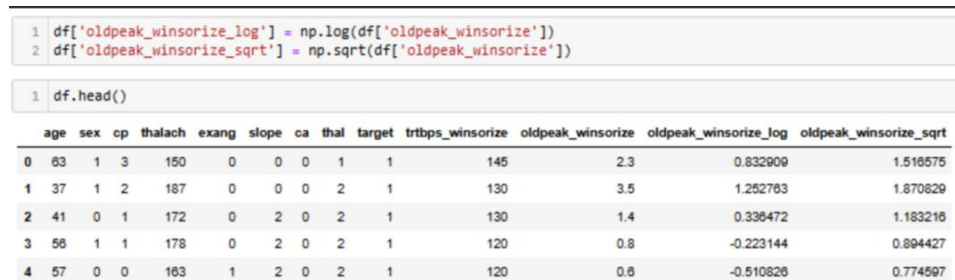 1 df['oldpeak_winsorize_log'] = np.log(df['oldpeak_winsorize'])
2 df['oldpeak_winsorize_sqrt'] = np.sqrt(df['oldpeak_winsorize'])
1 df.head()
age sex cp thalach exang slope ca thal target trtbps_winsorize oldpeak_winsorize oldpeak_winsorize_log oldpeak_winsorize_sqrt
0 63 1 3 150 0 0 0 1 1 145 2.3 0.832909 1.516575
1 37 1 2 187 0 0 0 2 1 130 3.5 1.252763 1.870829
2 41 0 1 172 0 2 0 2 1 130 1.4 0.336472 1.183216
3 56 1 1 178 0 2 0 2 1 120 0.8 -0.223144 0.894427
4 57 0 0 163 1 2 0 2 1 120 0.6 -0.510826 0.774597